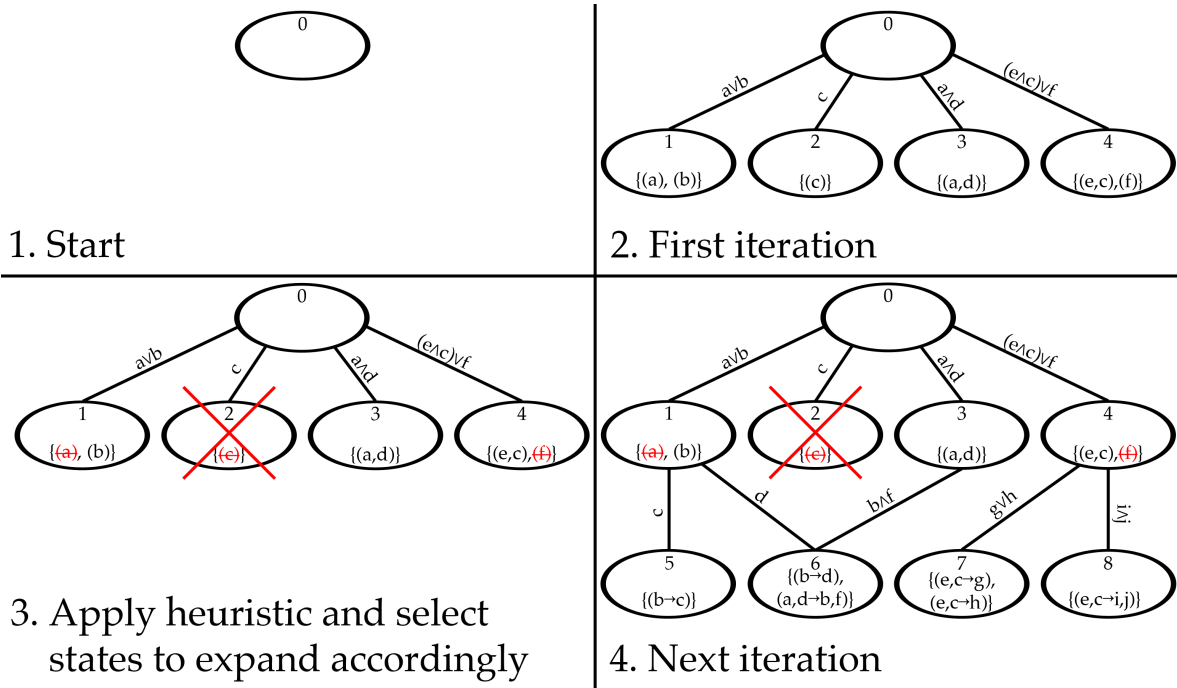 0
a∨b
c
a∧d
(e∧c)∨f
1
2
3
4
{(a), (b)}
{(c)}
{(a,d)}
{(e,c),(f)}
1. Start
2. First iteration
0
a∨b
c
a∧d
(e∧c)∨f
1
2
3
4
{(a), (b)}
{(c)}
{(a,d)}
{(e,c),(f)}
3. Apply heuristic and select
states to expand accordingly
0
a∨b
c
a∧d
(e∧c)∨f
1
2
3
4
{(a), (b)}
{(c)}
{(a,d)}
{(e,c),(f)}
c
d
b∧f
g∨h
i∧j
5
6
7
8
{(b→c)}
{(b→d),
(a,d→b,f)}
{(e,c→g),
(e,c→h)}
{(e,c→i,j)}
4. Next iteration